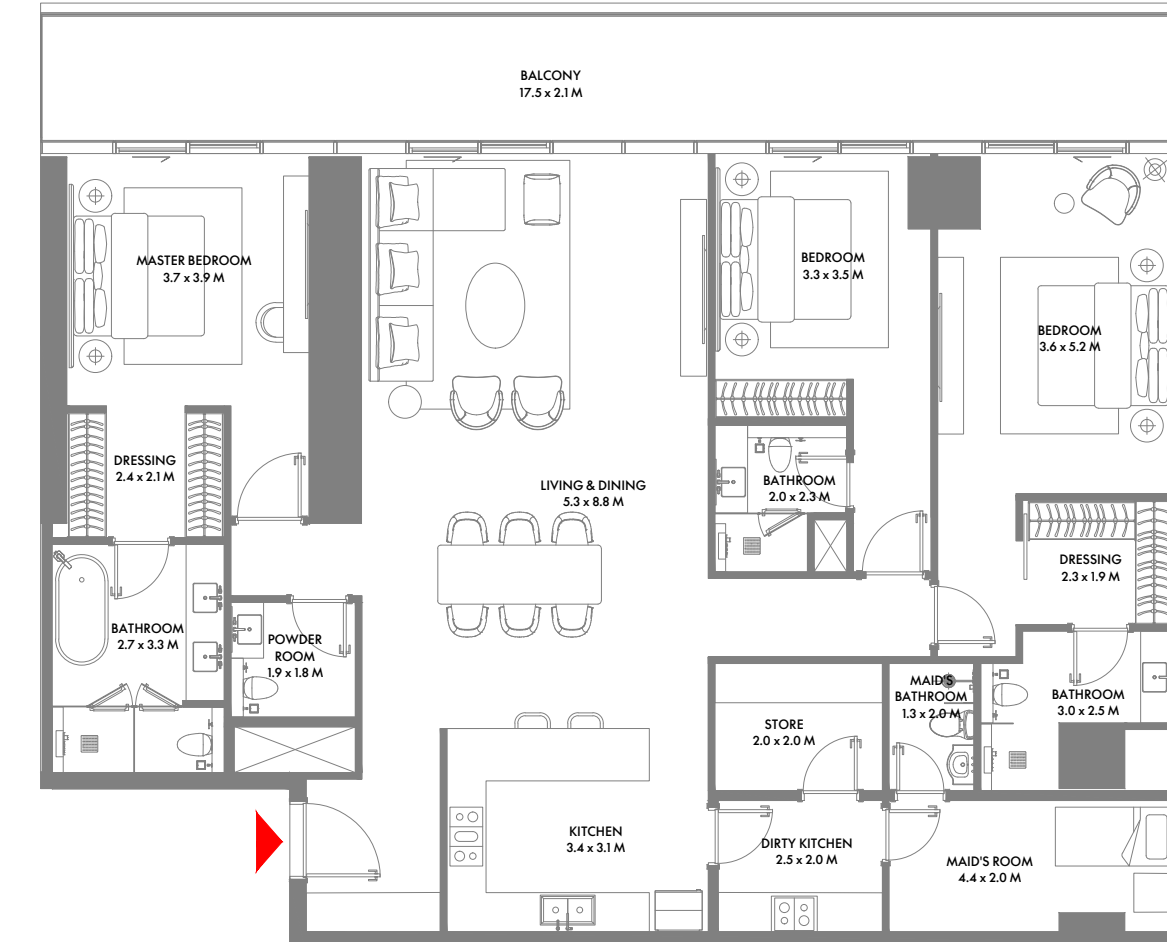 BALCONY
17.5 x 2.1 M
MASTER BEDROOM
3.7 x 3.9 M
BEDROOM
3.3 x 3.5 M
BEDROOM
3.6 x 5.2 M
DRESSING
2.4 x 2.1 M
LIVING & DINING
5.3 x 8.8 M
BATHROOM
2.0 x 2.3 M
DRESSING
2.3 x 1.9 M
BATHROOM
2.7 x 3.3 M
POWDER
ROOM
1.9 x 1.8 M
MAID'S
BATHROOM
1.3 x 2.0 M
BATHROOM
3.0 x 2.5 M
STORE
2.0 x 2.0 M
KITCHEN
3.4 x 3.1 M
DIRTY KITCHEN
2.5 x 2.0 M
MAID'S ROOM
4.4 x 2.0 M